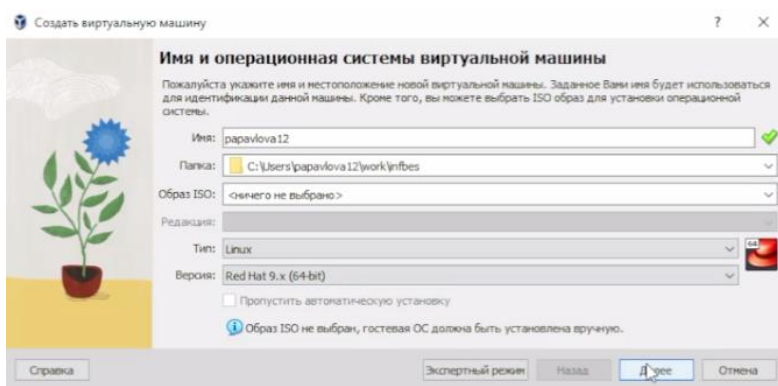 Создать виртуальную машину
Имя и операционная системы виртуальной машины
Пожалуйста укажите имя и местоположение новой виртуальной машины. Заданное Вами имя будет использоваться
для идентификации данной машины. Кроме того, вы можете выбрать ISO образ для установки операционной
системы.
Имя: papavlova12
Папка: C:\Users\papavlova12\work\infbes
Образ ISO: <ничего не выбрано>
Редакция:
Тип: Linux
64
Версия: Red Hat 9.x (64-bit)
Пропустить автоматическую установку
Образ ISO не выбран, гостевая ОС должна быть установлена вручную.
Справка Экспертный режим Назад Далее Отмена